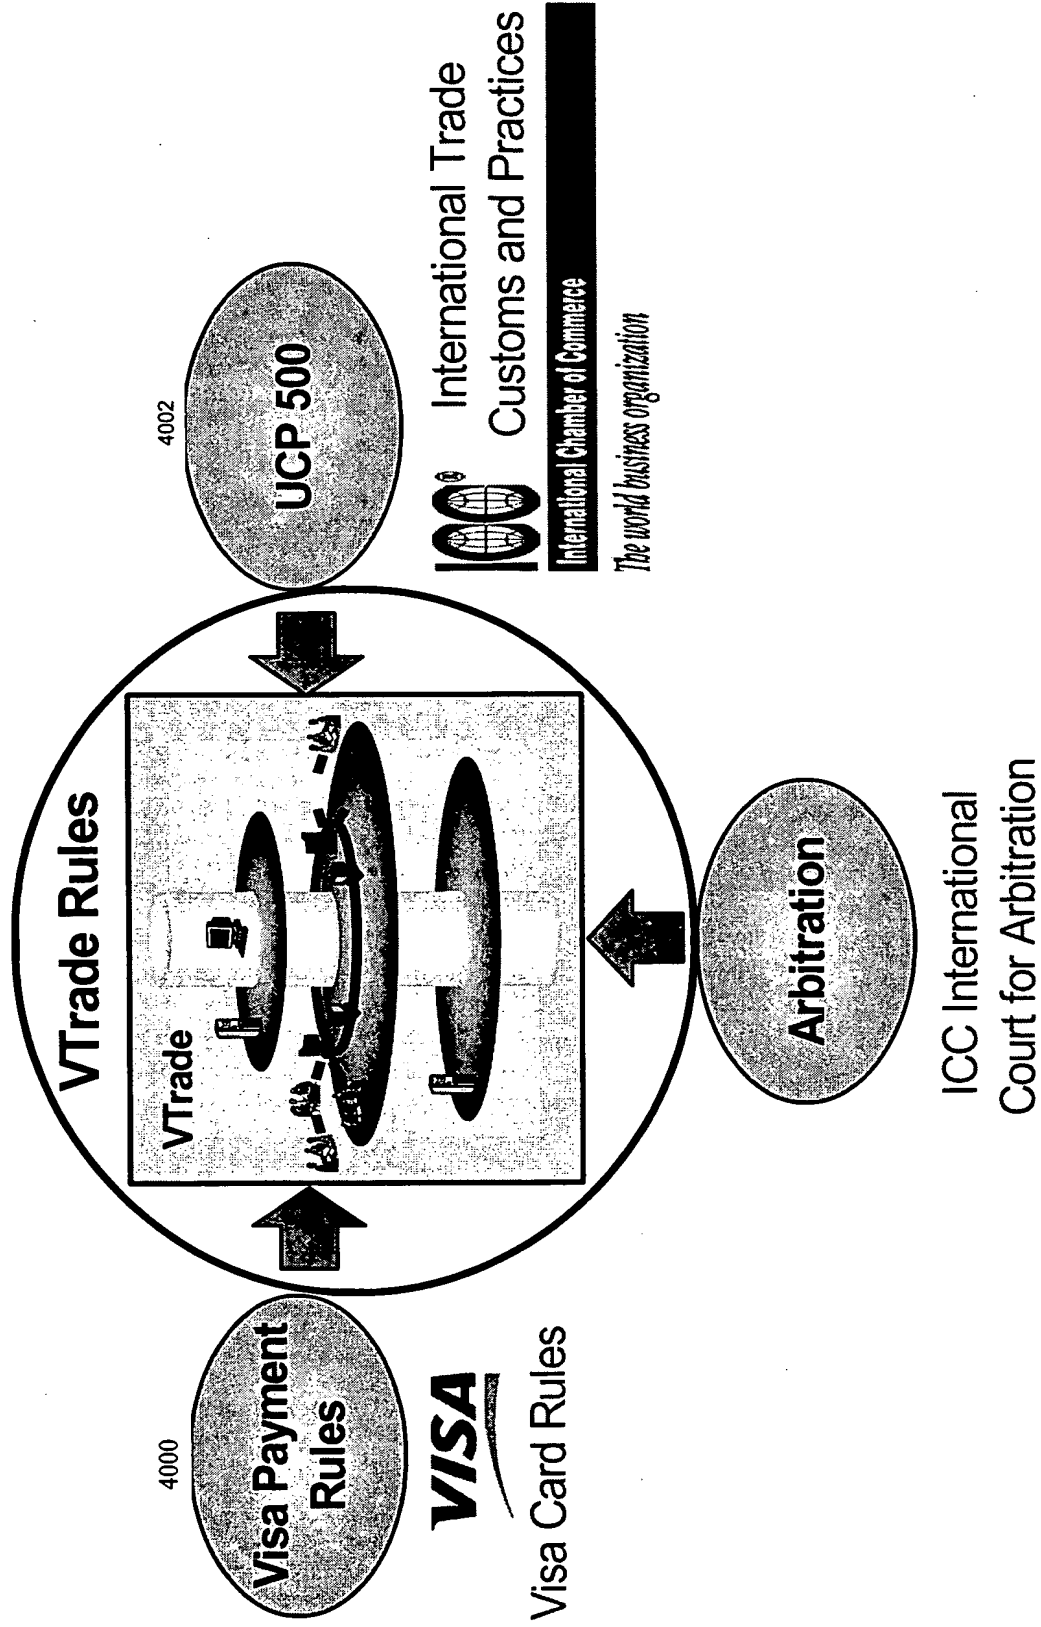 VTrade Rules
4000
Visa Payment
Rules
VISA
Visa Card Rules
VTrade
4002
UCP 500
ICC®
International Trade
Customs and Practices
International Chamber of Commerce
The world business organization
Arbitration
ICC International
Court for Arbitration